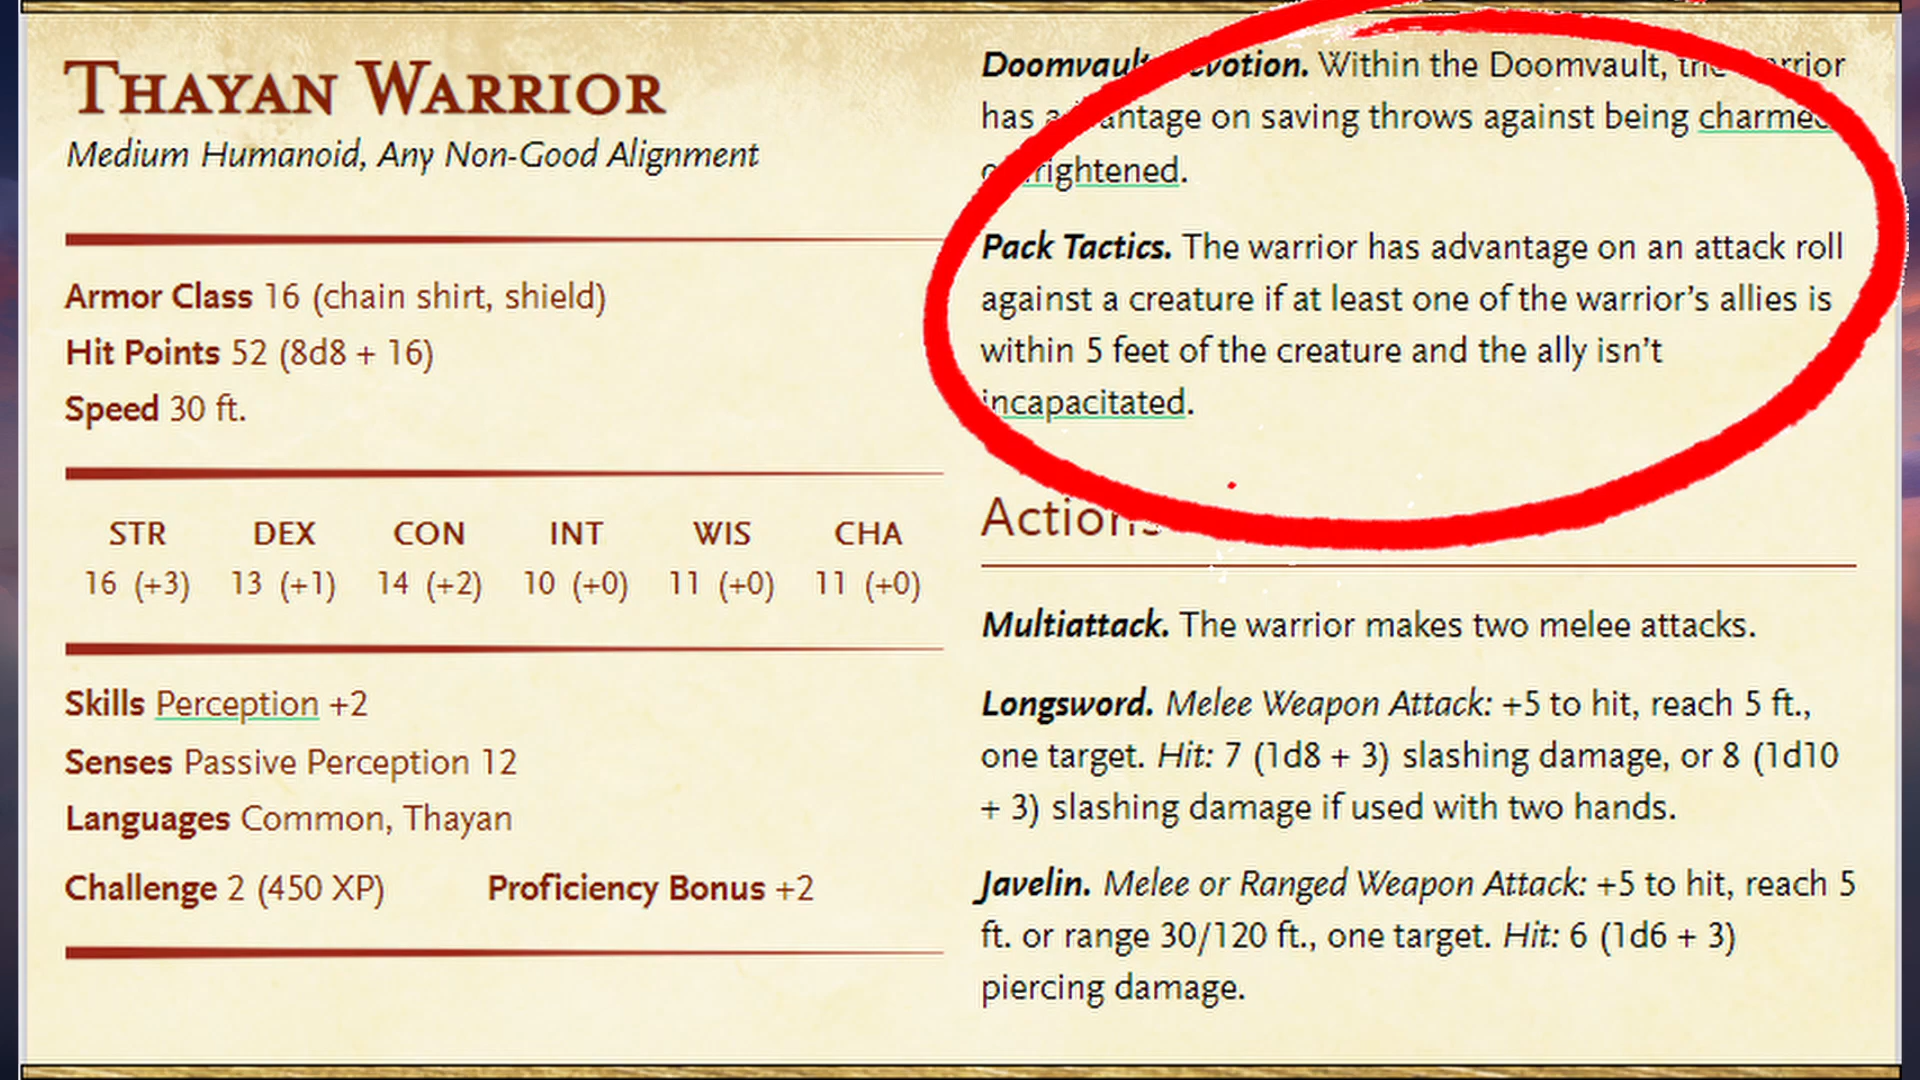 THAYAN WARRIOR
Medium Humanoid, Any Non-Good Alignment
Armor Class 16 (chain shirt, shield)
Hit Points 52 (8d8 + 16)
Speed 30 ft.
STR DEX CON INT WIS CHA
16 (+3) 13 (+1) 14 (+2) 10 (+0) 11 (+0) 11 (+0)
Skills Perception +2
Senses Passive Perception 12
Languages Common, Thayan
Challenge 2 (450 XP) Proficiency Bonus +2
Doomvault Devotion. Within the Doomvault, the warrior
has advantage on saving throws against being charmed
or frightened.
Pack Tactics. The warrior has advantage on an attack roll
against a creature if at least one of the warrior’s allies is
within 5 feet of the creature and the ally isn’t
incapacitated.
Actions
Multiattack. The warrior makes two melee attacks.
Longsword. Melee Weapon Attack: +5 to hit, reach 5 ft.,
one target. Hit: 7 (1d8 + 3) slashing damage, or 8 (1d10
+ 3) slashing damage if used with two hands.
Javelin. Melee or Ranged Weapon Attack: +5 to hit, reach 5
ft. or range 30/120 ft., one target. Hit: 6 (1d6 + 3)
piercing damage.